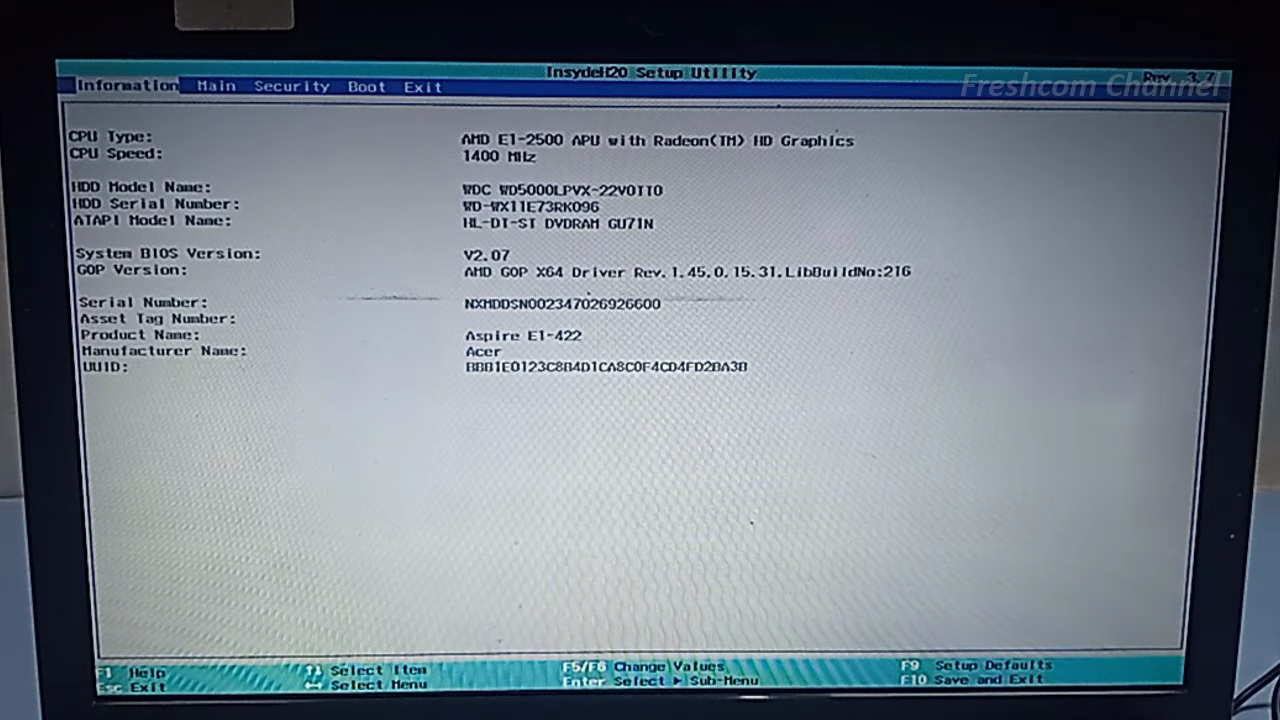 InsydeH20 Setup Utility
Rev. 3.7
Freshcom Channel
Information Main Security Boot Exit
CPU Type: AMD E1-2500 APU with Radeon(TM) HD Graphics
CPU Speed: 1400 MHz
HDD Model Name: WDC WD5000LPVX-22V0TT0
HDD Serial Number: WD-WX11E73RK096
ATAPI Model Name: HL-DT-ST DVDRAM GU71N
System BIOS Version: V2.07
GOP Version: AMD GOP X64 Driver Rev.1.45.0.15.31.LibBuildNo:216
Serial Number: NXMDDSN002347026926600
Asset Tag Number:
Product Name: Aspire E1-422
Manufacturer Name: Acer
UUID:
F1 Help ↑↓ Select Item F5/F6 Change Values F9 Setup Defaults
Esc Exit ←→ Select Menu Enter Select ▶ Sub-Menu F10 Save and Exit